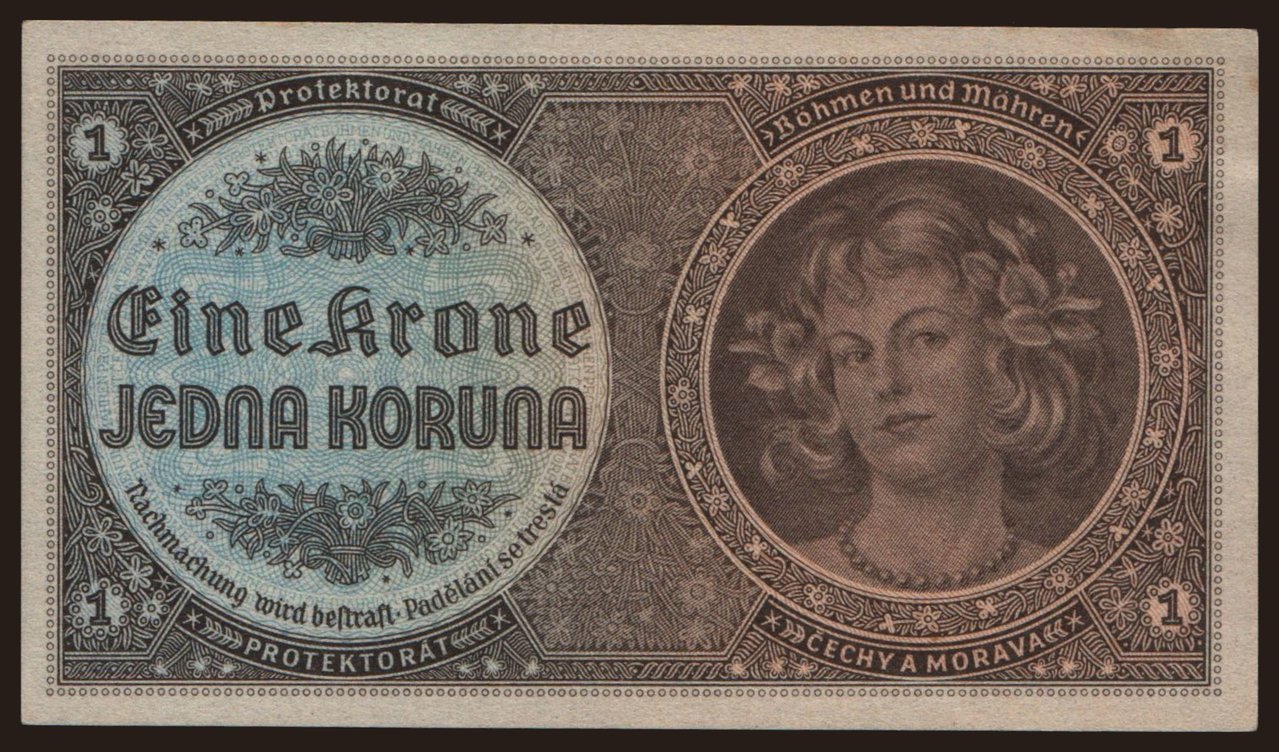 Protektorat
Böhmen und Mähren
1
1
Eine Krone
JEDNA KORUNA
Nachmachung wird bestraft · Padělání se trestá
1
1
PROTEKTORÁT
ČECHY A MORAVA